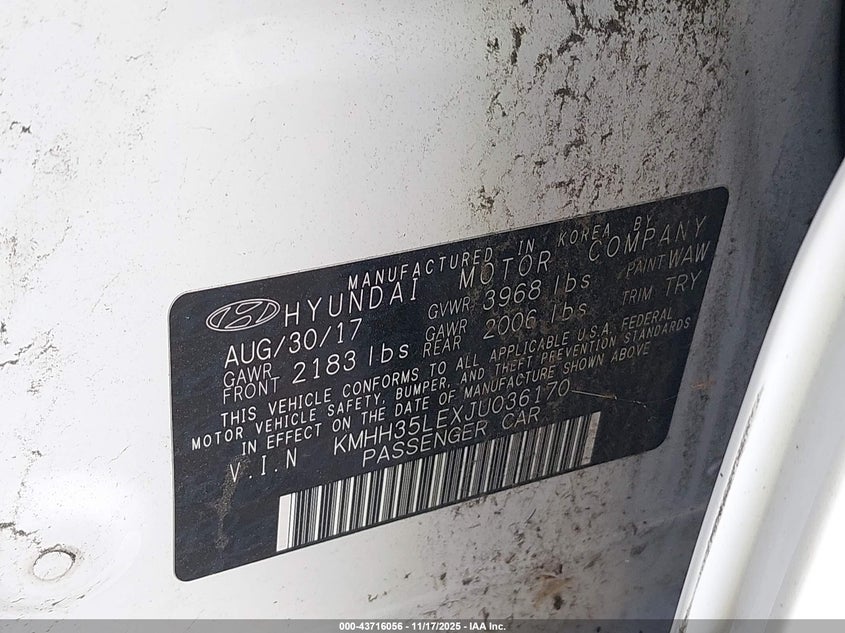 MANUFACTURED IN KOREA BY
HYUNDAI MOTOR COMPANY
AUG/30/17 GVWR 3968 lbs PAINT WAW
GAWR FRONT 2183 lbs GAWR REAR 2006 lbs TRIM TRY
THIS VEHICLE CONFORMS TO ALL APPLICABLE U.S.A. FEDERAL
MOTOR VEHICLE SAFETY, BUMPER, AND THEFT PREVENTION STANDARDS
IN EFFECT ON THE DATE OF MANUFACTURE SHOWN ABOVE
V.I.N KMHH35LEXJU036170
PASSENGER CAR
000-43716056 - 11/17/2025 - IAA Inc.